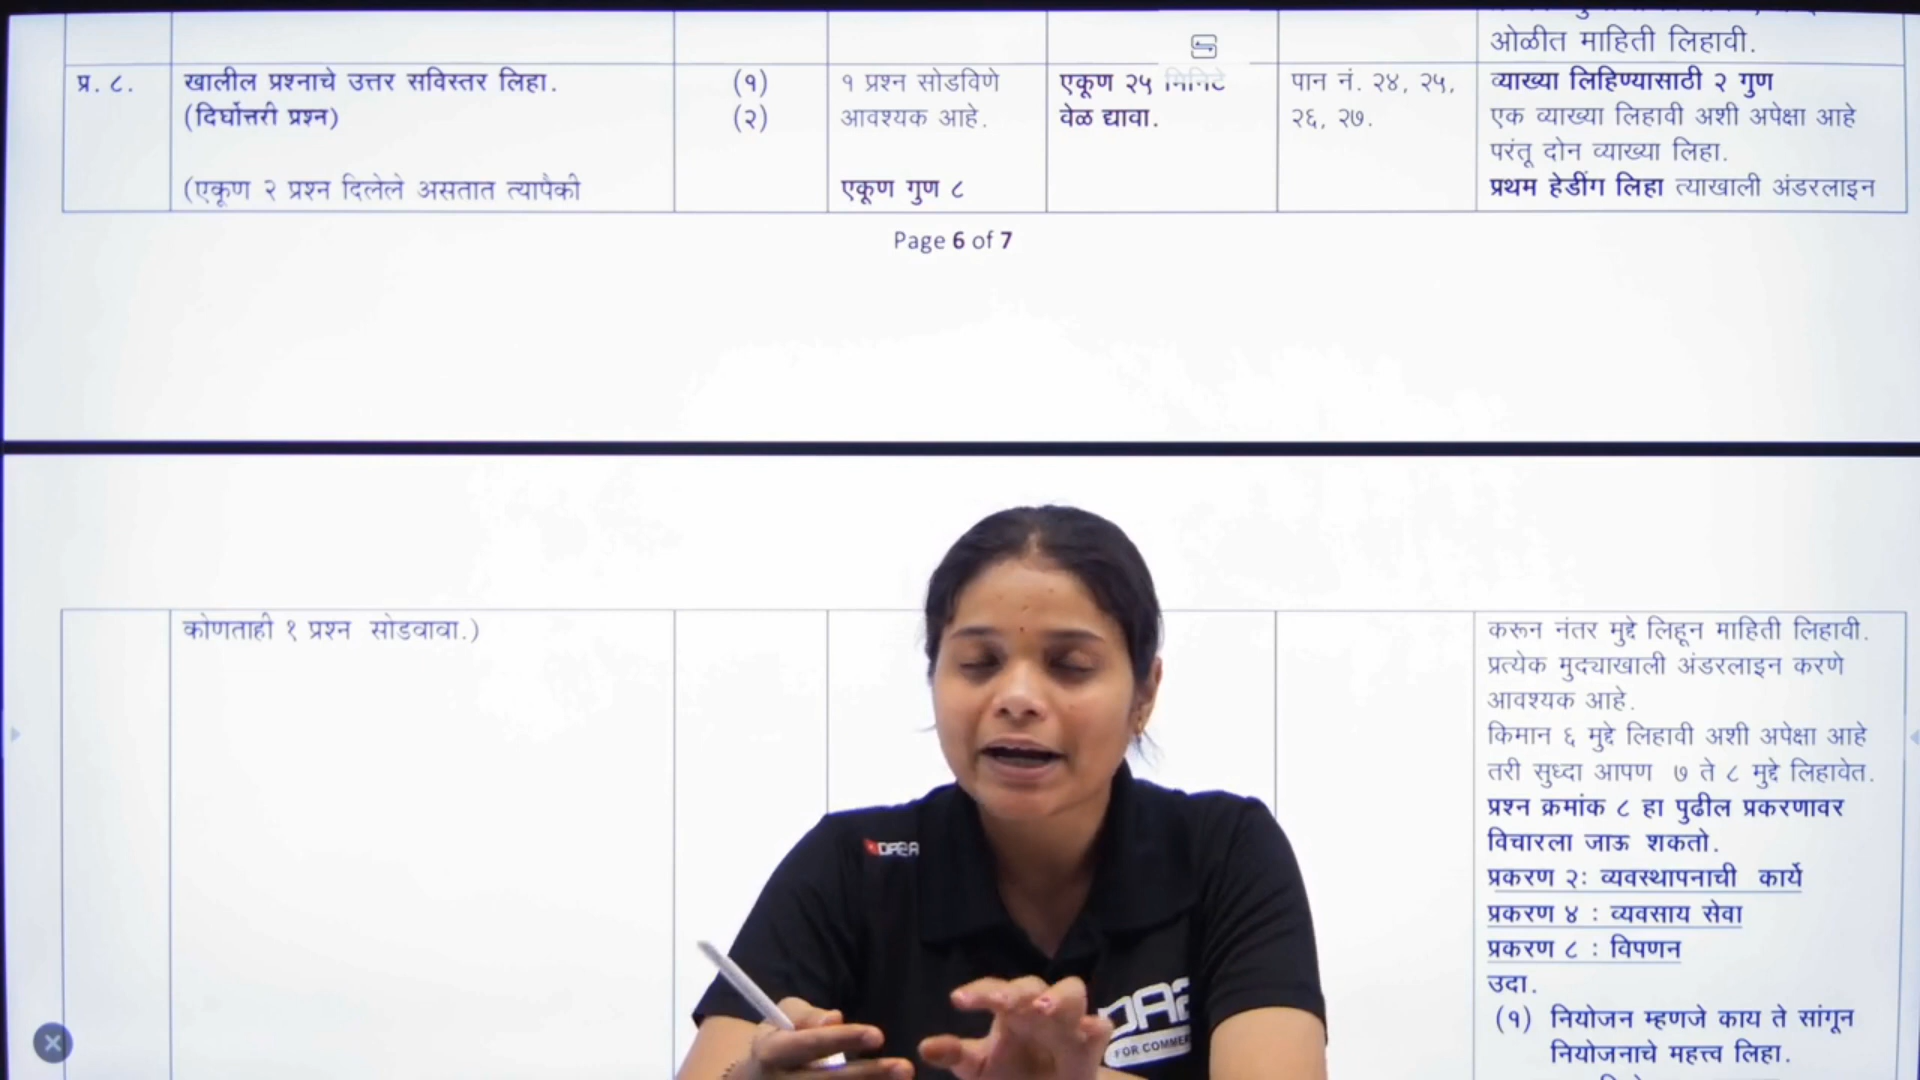 ओळीत माहिती लिहावी.
प्र. ८.
खालील प्रश्नाचे उत्तर सविस्तर लिहा.
(दिर्घोत्तरी प्रश्न)
(एकूण २ प्रश्न दिलेले असतात त्यापैकी
(१)
(२)
१ प्रश्न सोडविणे
आवश्यक आहे.
एकूण गुण ८
एकूण २५ मिनिटे
वेळ द्यावा.
पान नं. २४, २५,
२६, २७.
व्याख्या लिहिण्यासाठी २ गुण
एक व्याख्या लिहावी अशी अपेक्षा आहे
परंतू दोन व्याख्या लिहा.
प्रथम हेडींग लिहा त्याखाली अंडरलाइन
Page 6 of 7
कोणताही १ प्रश्न सोडवावा.)
करून नंतर मुद्दे लिहून माहिती लिहावी.
प्रत्येक मुद्याखाली अंडरलाइन करणे
आवश्यक आहे.
किमान ६ मुद्दे लिहावी अशी अपेक्षा आहे
तरी सुध्दा आपण ७ ते ८ मुद्दे लिहावेत.
प्रश्न क्रमांक ८ हा पुढील प्रकरणावर
विचारला जाऊ शकतो.
प्रकरण २: व्यवस्थापनाची कार्ये
प्रकरण ४ : व्यवसाय सेवा
प्रकरण ८ : विपणन
उदा.
(१) नियोजन म्हणजे काय ते सांगून
नियोजनाचे महत्त्व लिहा.
FOR COMMER